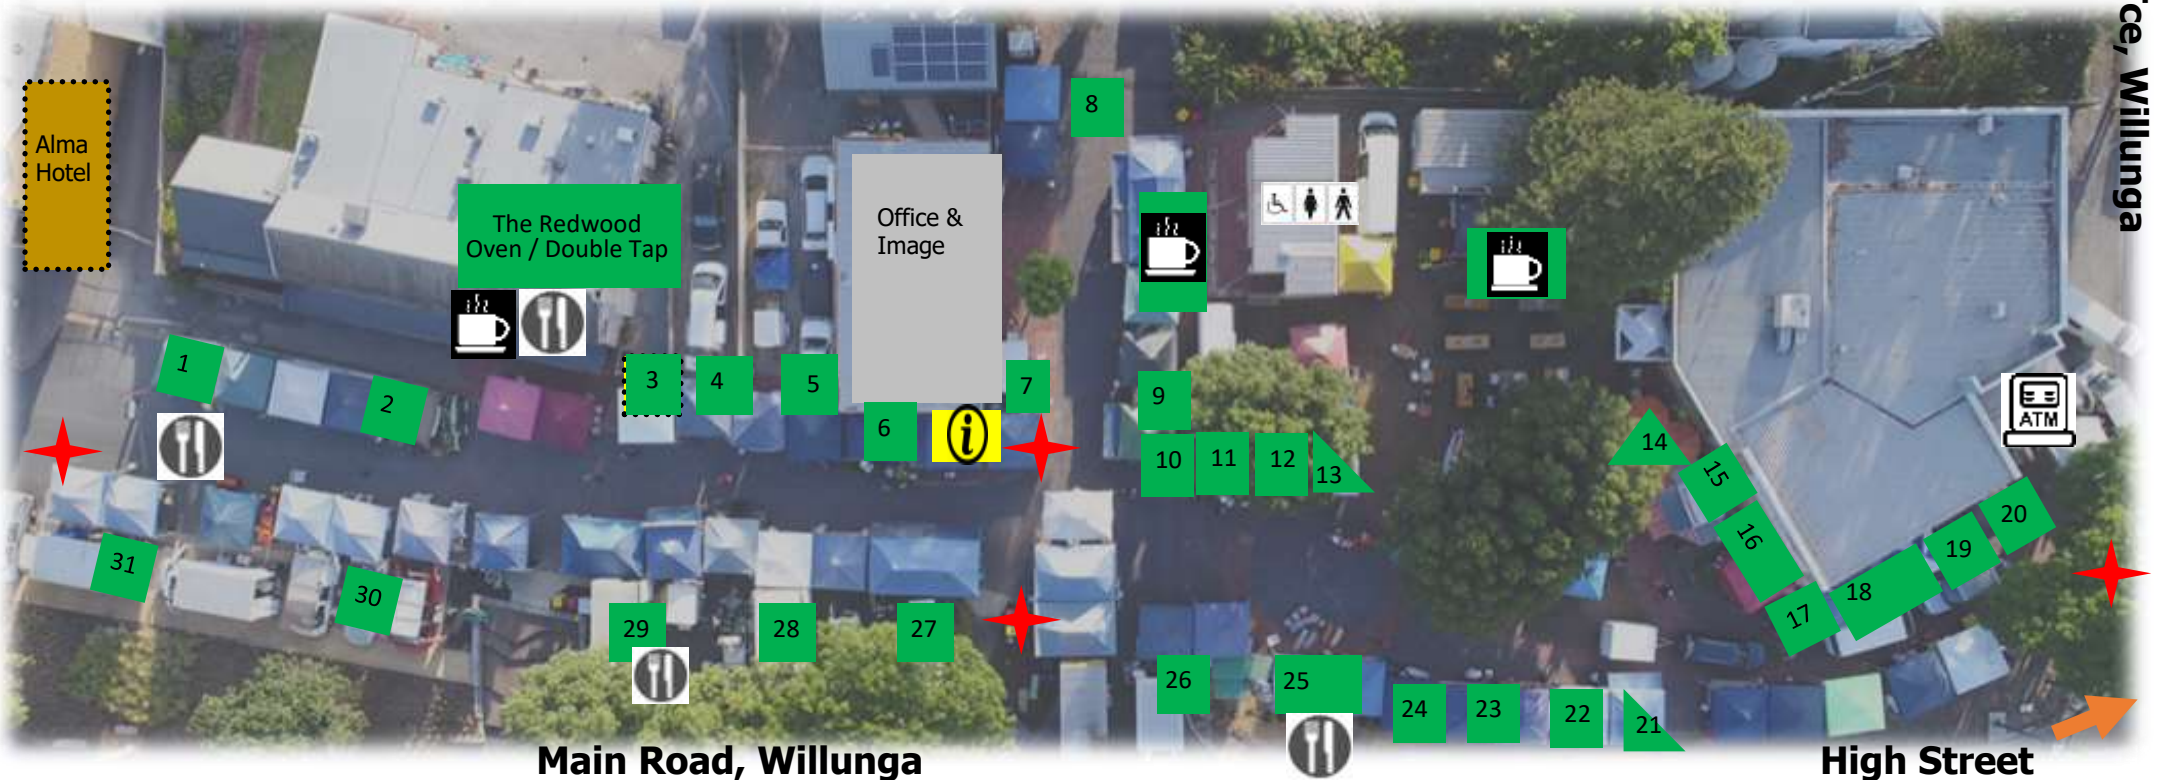 ce, Willunga
Alma
Hotel
8
The Redwood
Oven / Double Tap
Office &
Image
1
2
3
4
5
6
i
7
9
10
11
12
13
14
15
16
17
18
19
20
ATM
31
30
29
28
27
26
25
24
23
22
21
Main Road, Willunga
High Street